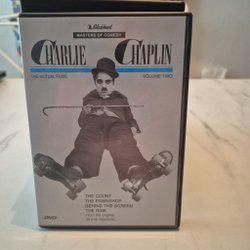 MASTERS OF COMEDY
CHARLIE CHAPLIN
THE MUTUAL FILMS
VOLUME TWO
THE COUNT
THE PAWNSHOP
BEHIND THE SCREEN
THE RINK
DVD